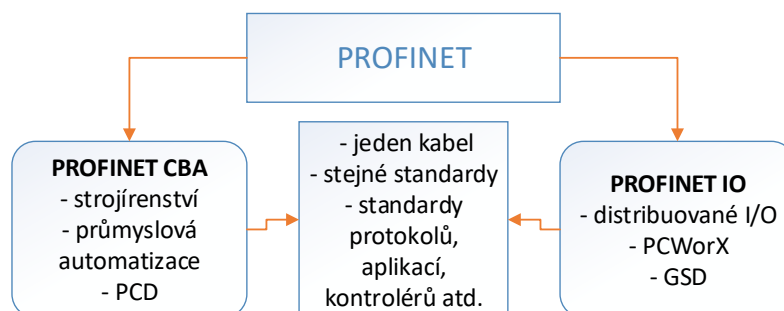 PROFINET
PROFINET CBA
- strojírenství
- průmyslová
automatizace
- PCD
- jeden kabel
- stejné standardy
- standardy
protokolů,
aplikací,
kontrolérů atd.
PROFINET IO
- distribuované I/O
- PCWorX
- GSD